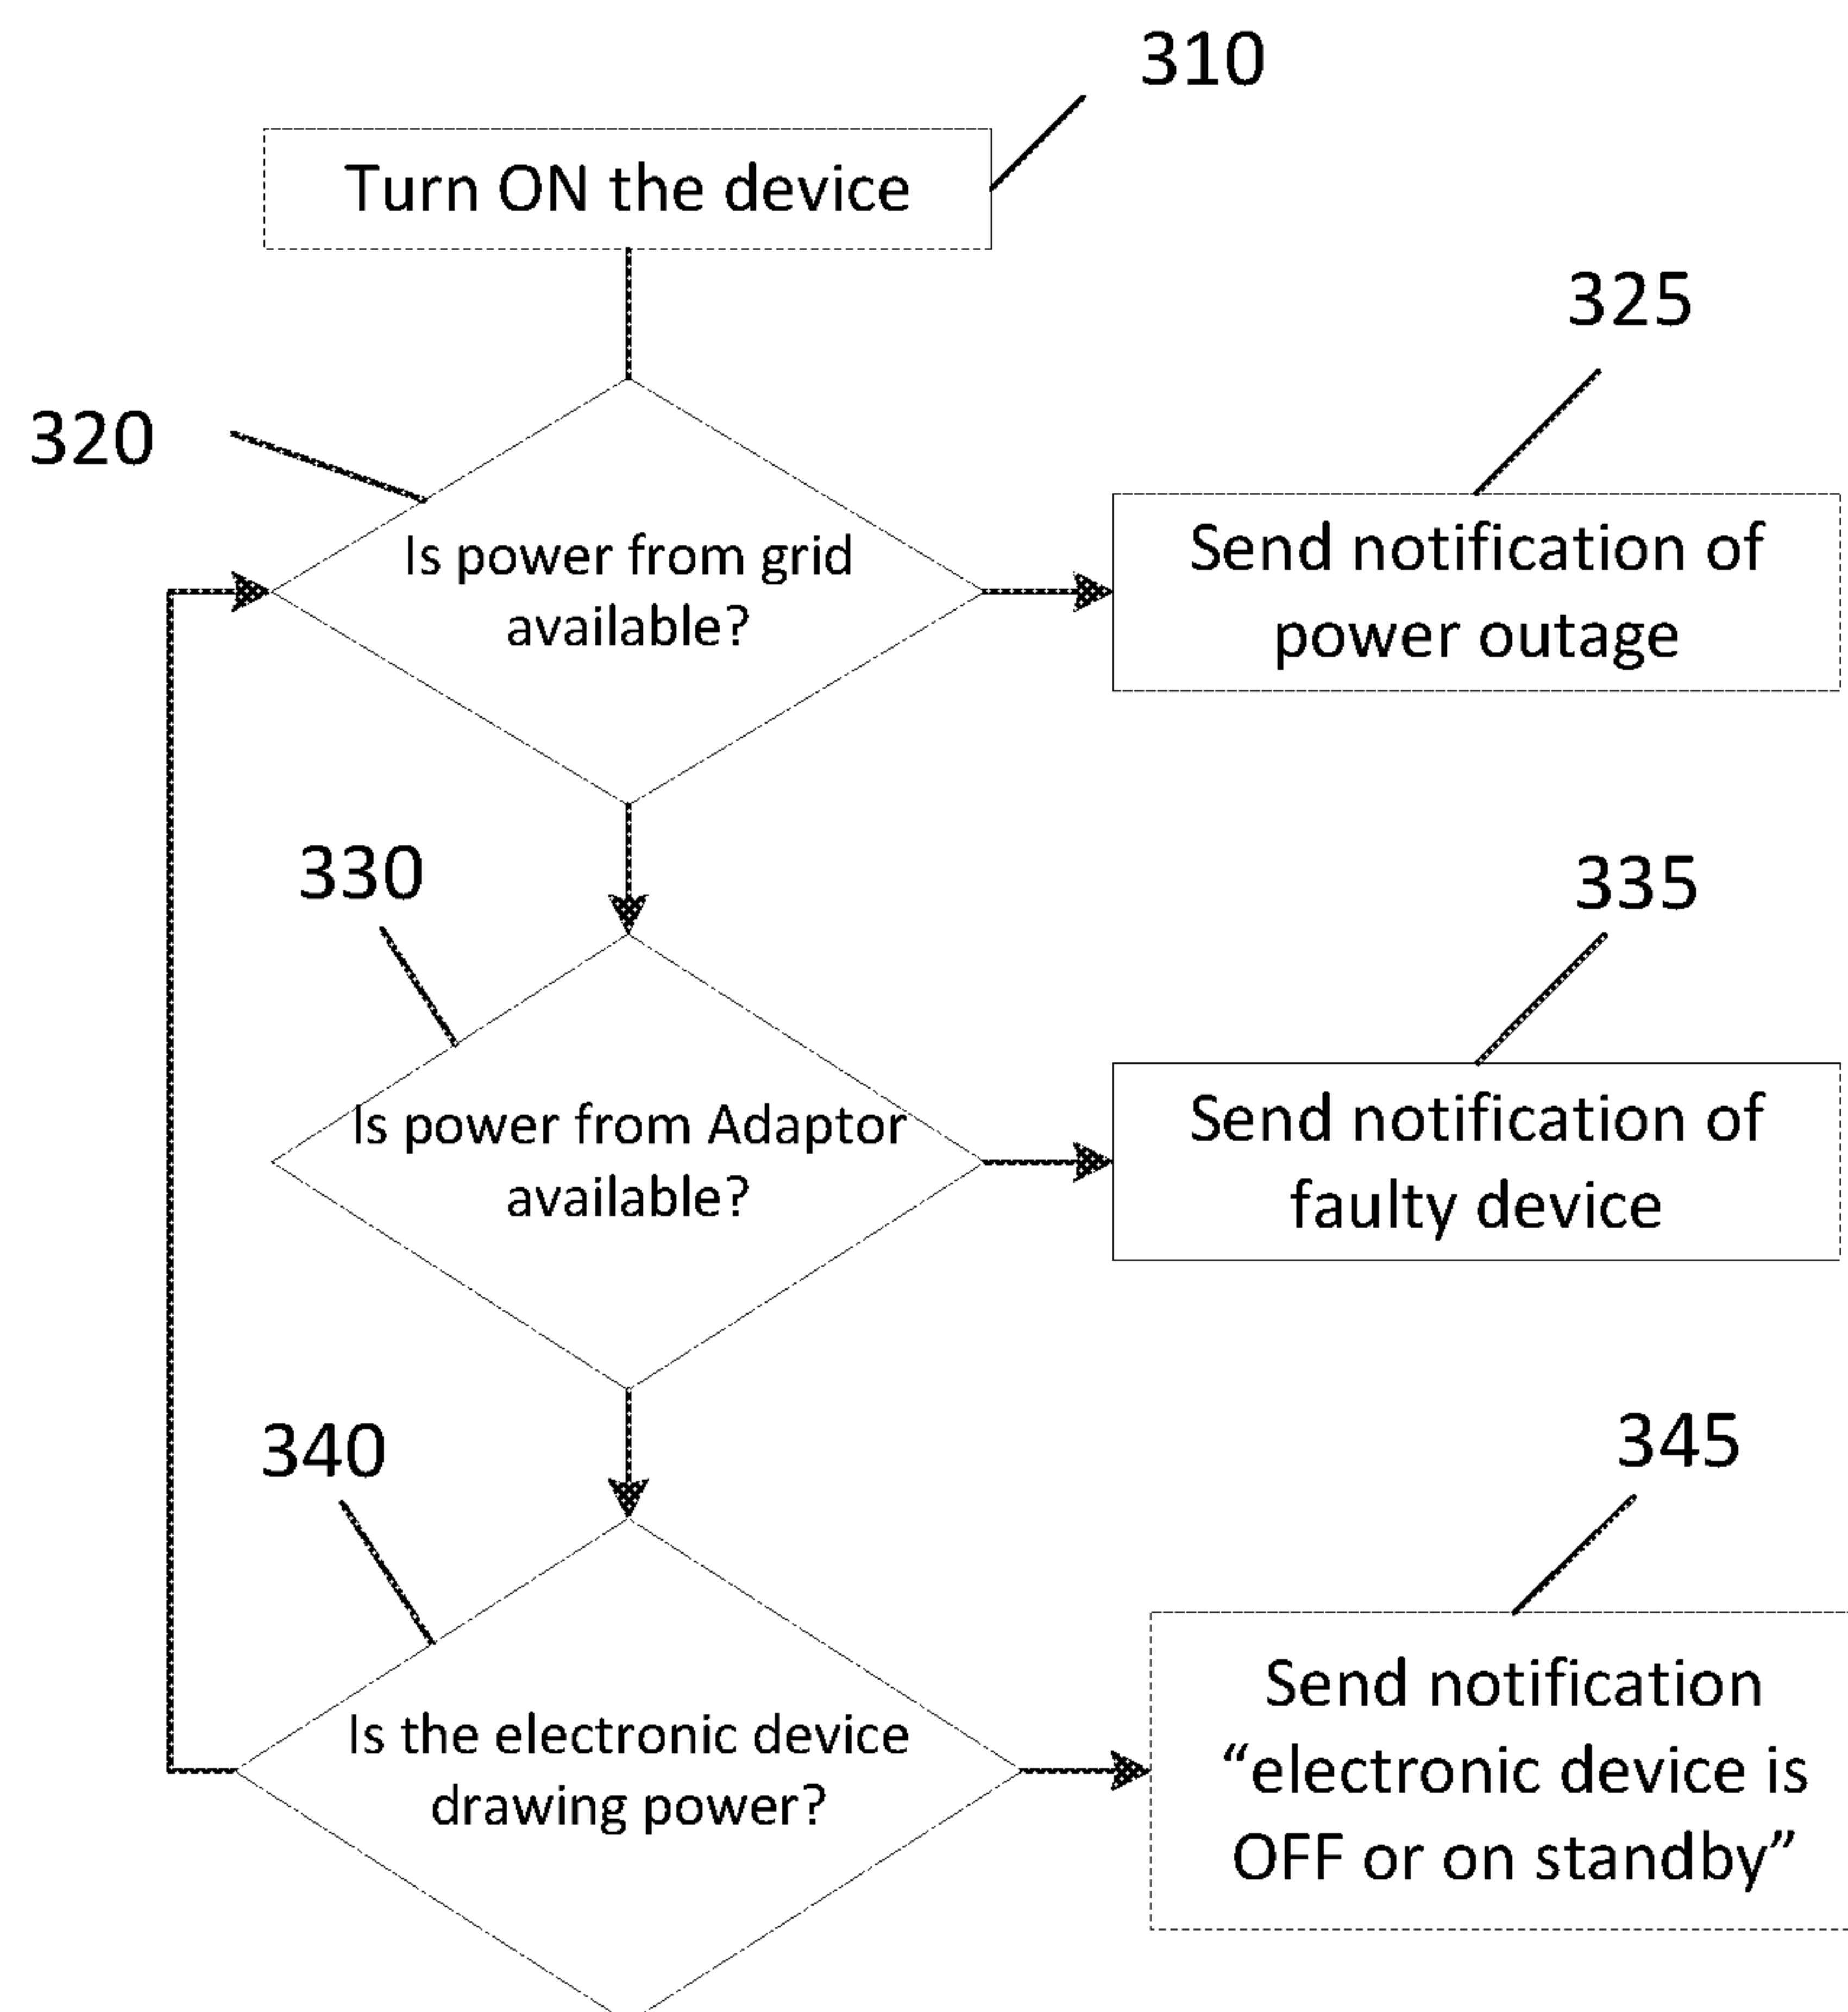 310
Turn ON the device
325
320
Is power from grid
available?
Send notification of
power outage
330
335
Is power from Adaptor
available?
Send notification of
faulty device
340
345
Is the electronic device
drawing power?
Send notification
“electronic device is
OFF or on standby”